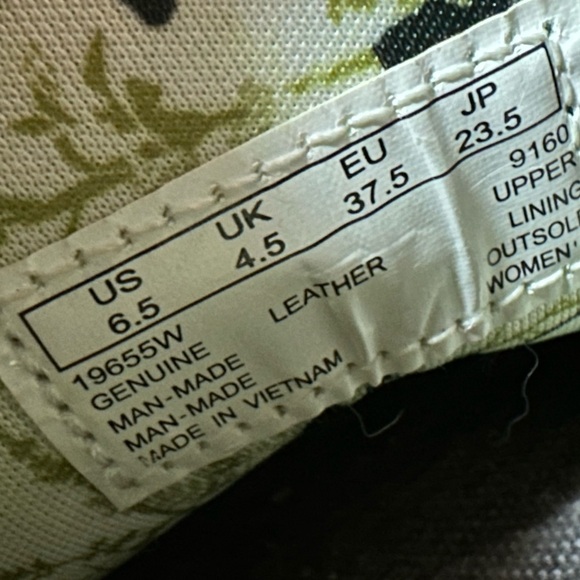 US UK EU JP
6.5 4.5 37.5 23.5
19655W 9160
GENUINE LEATHER UPPER
MAN-MADE LINING
MAN-MADE OUTSOL
MADE IN VIETNAM WOMEN